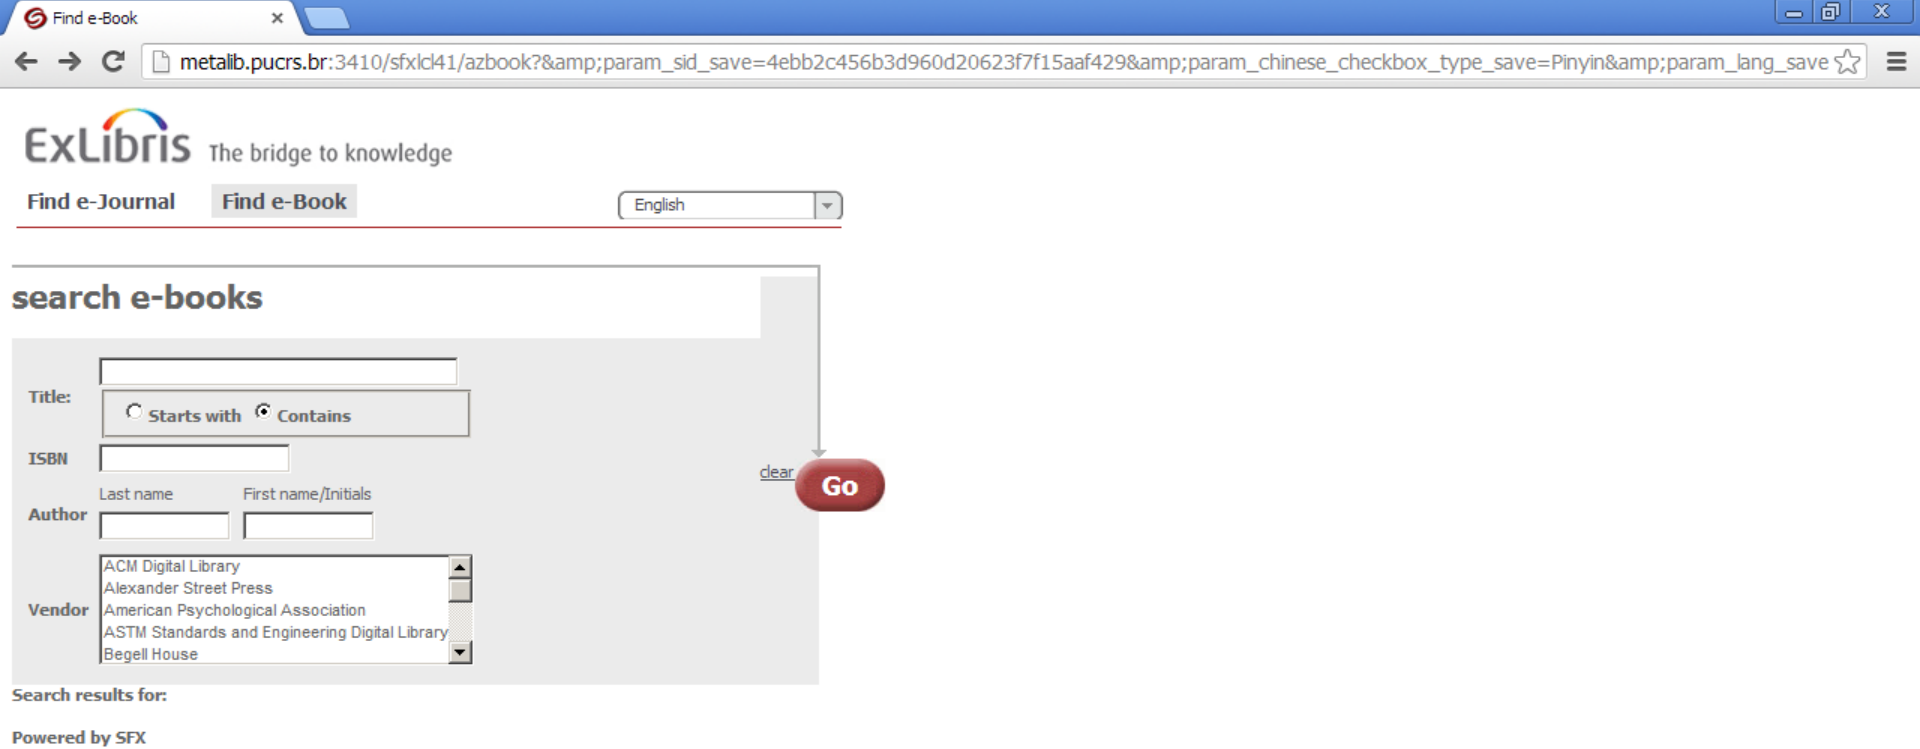 Find e-Book
metalib.pucrs.br:3410/sfxlcl41/azbook?&amp;param_sid_save=4ebb2c456b3d960d20623f7f15aaf429&amp;param_chinese_checkbox_type_save=Pinyin&amp;param_lang_save
ExLibris The bridge to knowledge
Find e-Journal Find e-Book English
search e-books
Title:
Starts with Contains
ISBN
clear Go
Last name First name/Initials
Author
Vendor
ACM Digital Library
Alexander Street Press
American Psychological Association
ASTM Standards and Engineering Digital Library
Begell House
Search results for:
Powered by SFX